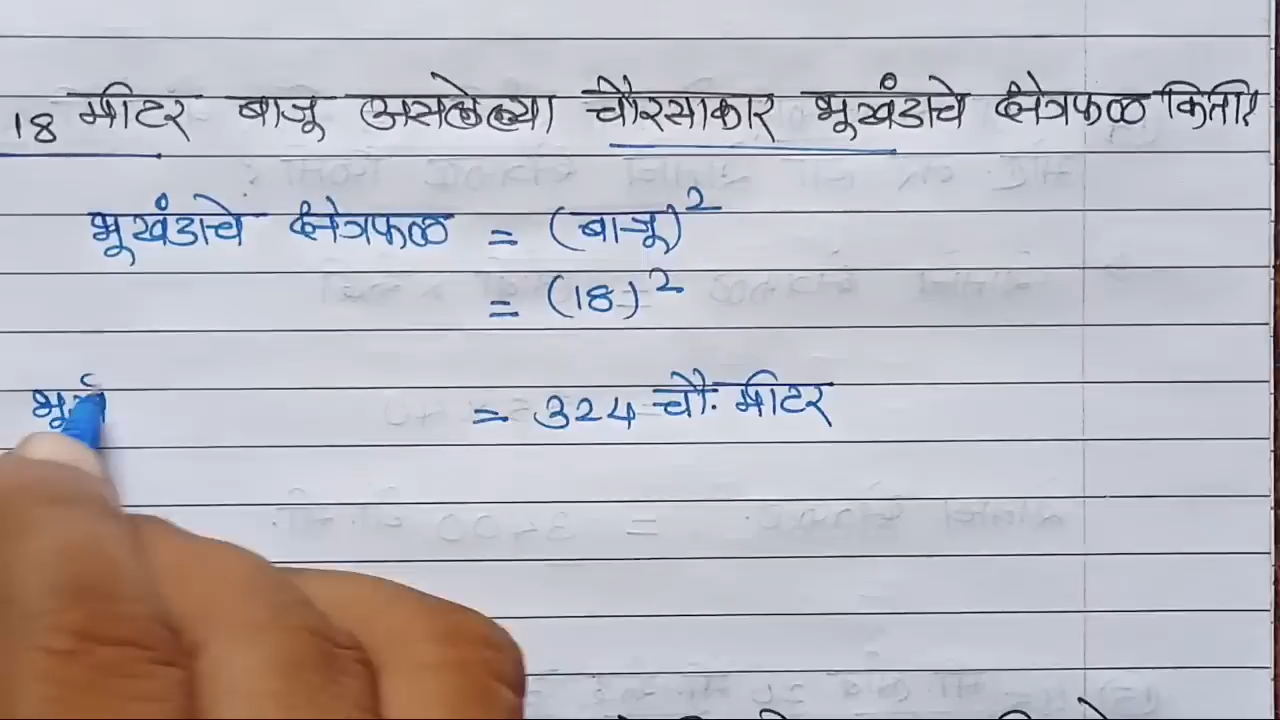 18 मीटर बाजू असलेल्या चौरसाकार भूखंडाचे क्षेत्रफळ किती?
भूखंडाचे क्षेत्रफळ = (बाजू)²
= (18)²
= 324 चौ. मीटर